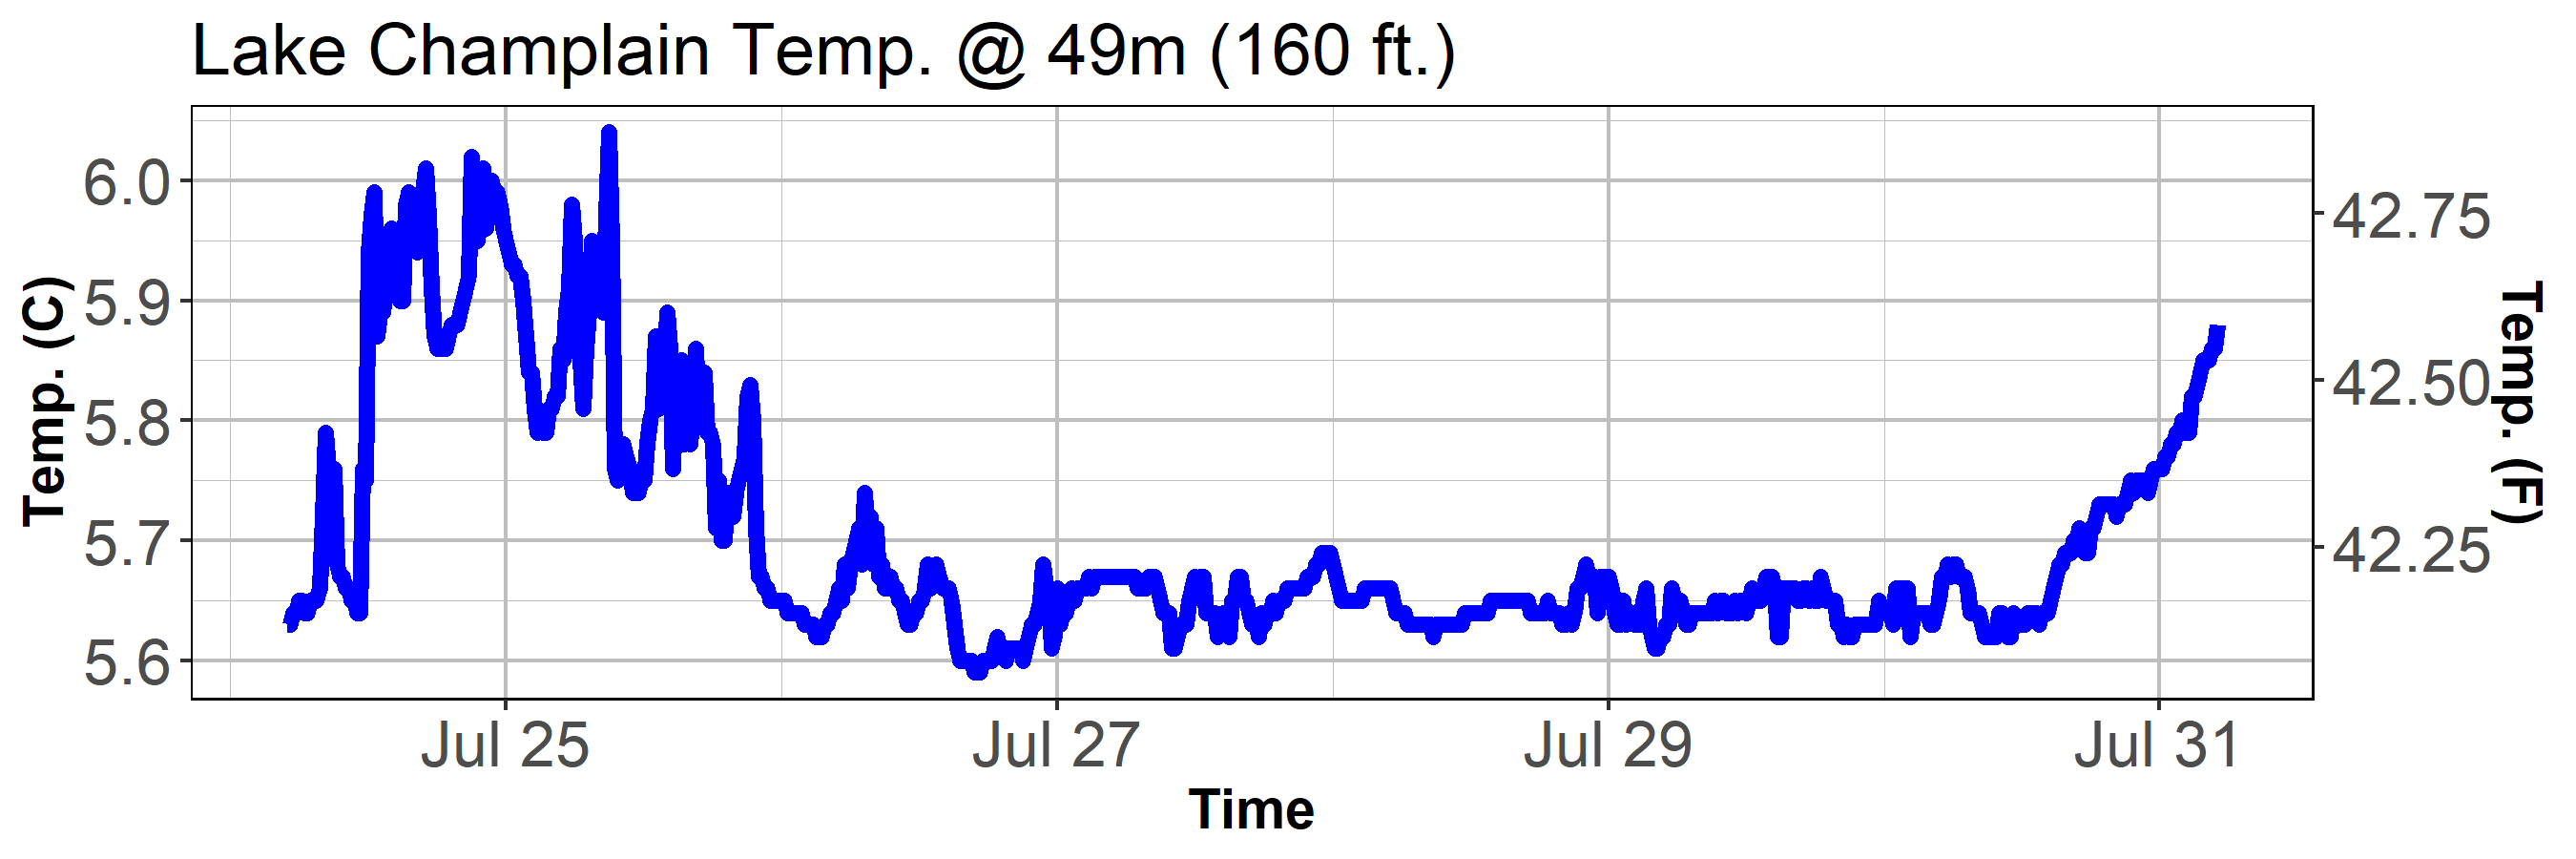 Lake Champlain Temp. @ 49m (160 ft.)
Temp. (C)
6.0
5.9
5.8
5.7
5.6
42.75
42.50
42.25
Temp. (F)
Jul 25
Jul 27
Jul 29
Jul 31
Time